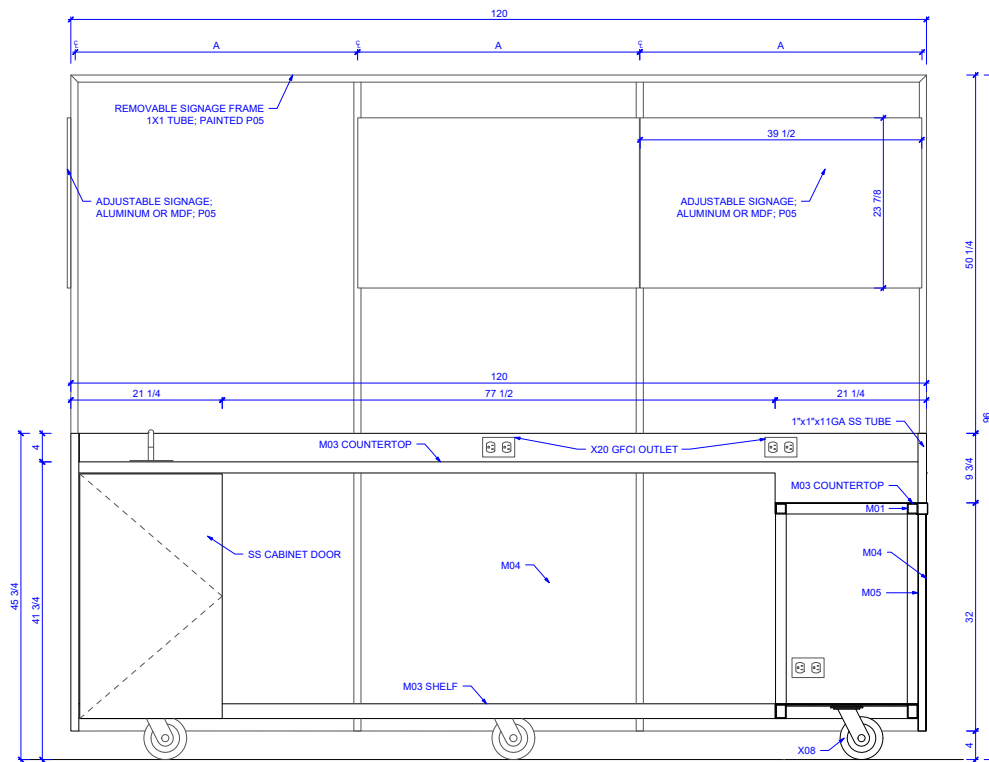 120
℄ A ℄ A ℄ A
REMOVABLE SIGNAGE FRAME
1X1 TUBE; PAINTED P05
39 1/2
ADJUSTABLE SIGNAGE;
ALUMINUM OR MDF; P05
ADJUSTABLE SIGNAGE;
ALUMINUM OR MDF; P05
23 7/8
50 1/4
96
120
21 1/4
77 1/2
21 1/4
1"x1"x11GA SS TUBE
4
M03 COUNTERTOP
X20 GFCI OUTLET
9 3/4
M03 COUNTERTOP
M01
SS CABINET DOOR
M04
M04
M05
45 3/4
41 3/4
32
M03 SHELF
X08
4